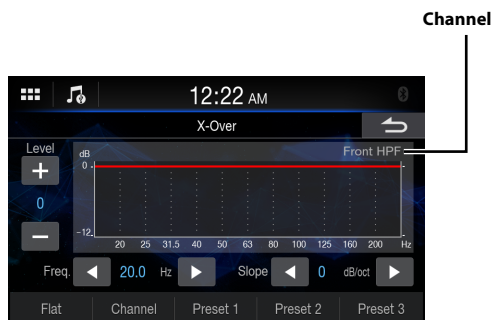 Channel
12:22 AM
X-Over
Level
dB
Front HPF
0
0
-12
20 25 31.5 40 50 63 80 100 125 160 200 Hz
Freq. 20.0 Hz Slope 0 dB/oct
Flat Channel Preset 1 Preset 2 Preset 3